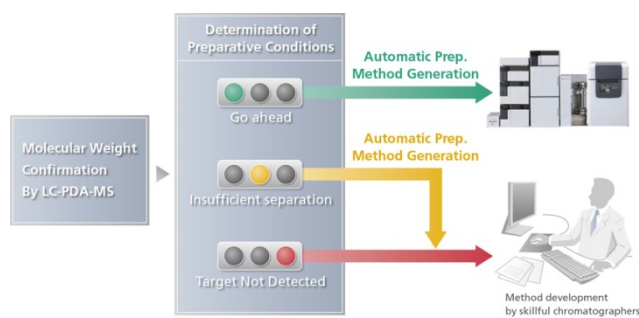 Molecular Weight
Confirmation
By LC-PDA-MS
Determination of
Preparative Conditions
Go ahead
Insufficient separation
Target Not Detected
Automatic Prep.
Method Generation
Automatic Prep.
Method Generation
Method development
by skillful chromatographers